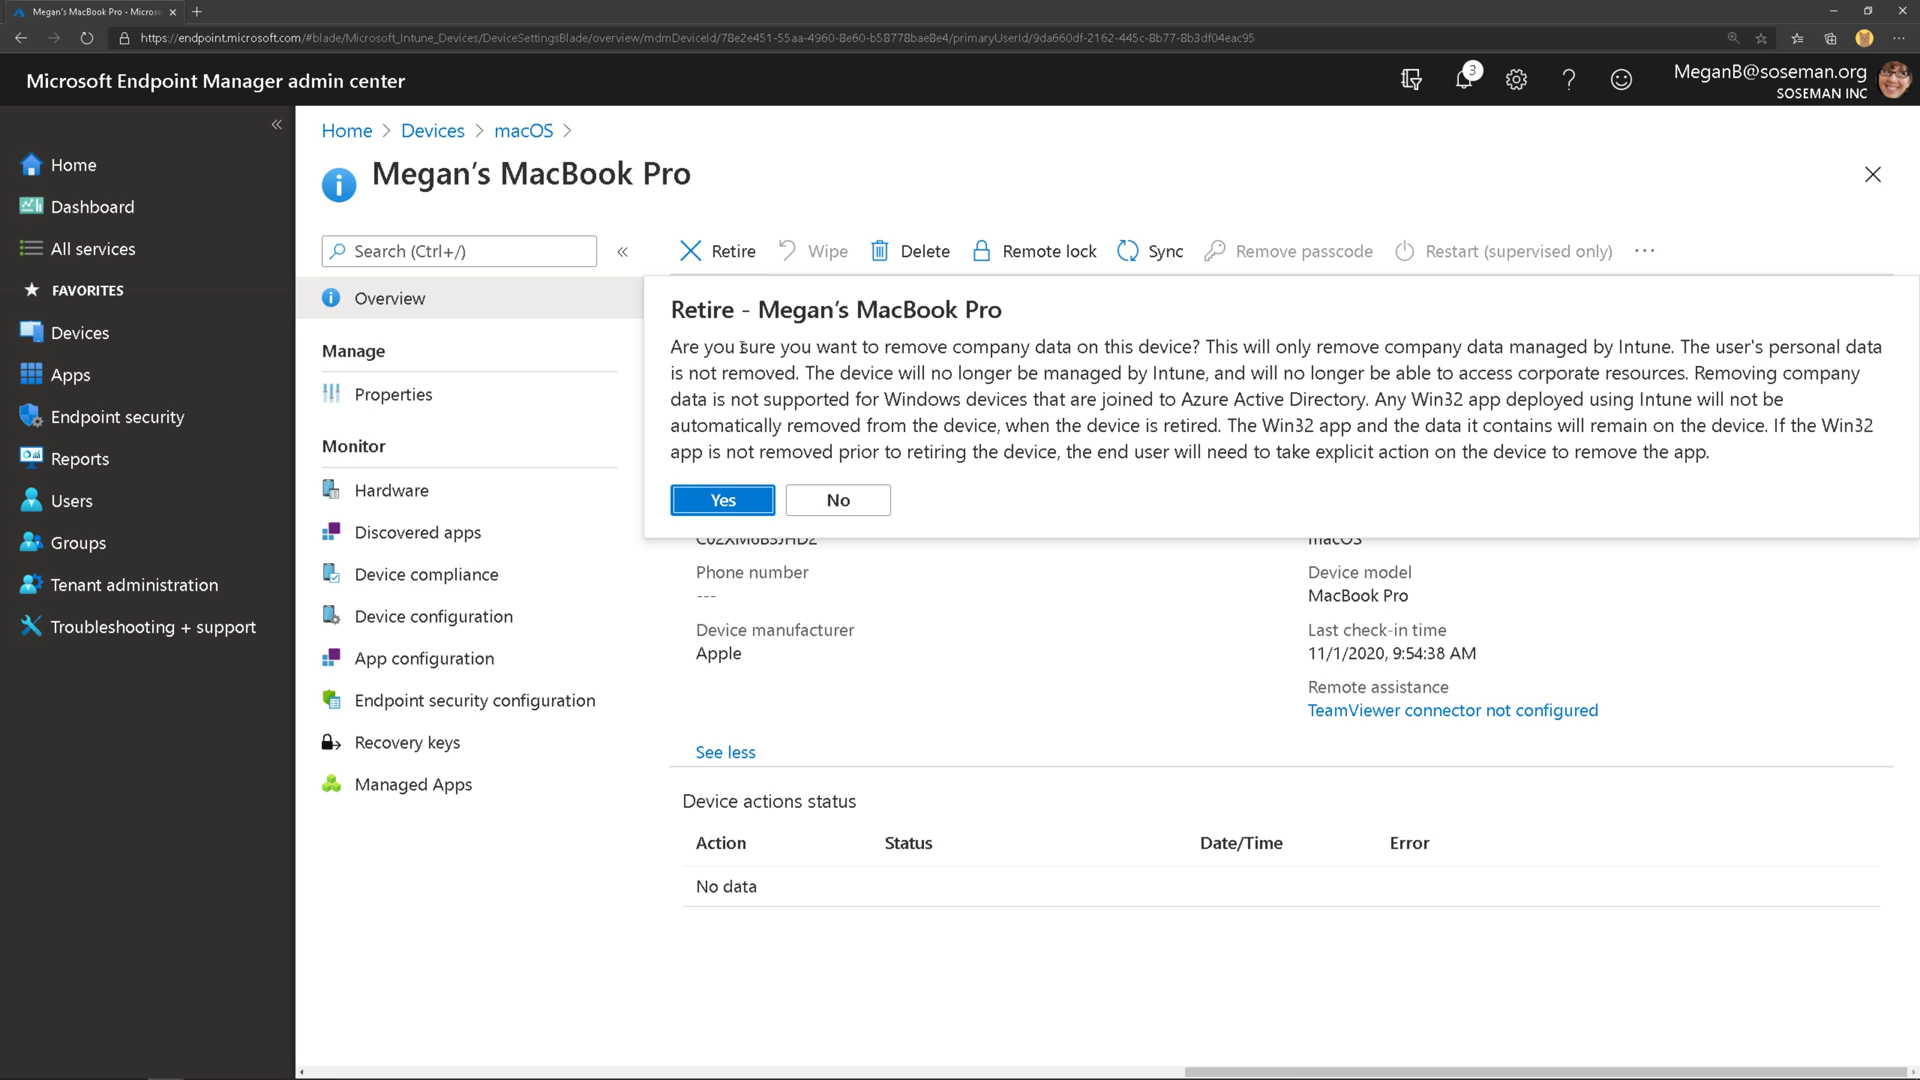 Megan's MacBook Pro - Micros
https://endpoint.microsoft.com/#blade/Microsoft_Intune_Devices/DeviceSettingsBlade/overview/mdmDeviceId/78e2e451-55aa-4960-8e60-b58778bae8e4/primaryUserId/9da660df-2162-445c-8b77-8b3df04eac95
Microsoft Endpoint Manager admin center
3
MeganB@soseman.org
SOSEMAN INC
Home
Dashboard
All services
FAVORITES
Devices
Apps
Endpoint security
Reports
Users
Groups
Tenant administration
Troubleshooting + support
Home > Devices > macOS >
Megan's MacBook Pro
Search (Ctrl+/)
Overview
Manage
Properties
Monitor
Hardware
Discovered apps
Device compliance
Device configuration
App configuration
Endpoint security configuration
Recovery keys
Managed Apps
Retire Wipe Delete Remote lock Sync Remove passcode Restart (supervised only) ...
Retire - Megan's MacBook Pro
Are you sure you want to remove company data on this device? This will only remove company data managed by Intune. The user's personal data
is not removed. The device will no longer be managed by Intune, and will no longer be able to access corporate resources. Removing company
data is not supported for Windows devices that are joined to Azure Active Directory. Any Win32 app deployed using Intune will not be
automatically removed from the device, when the device is retired. The Win32 app and the data it contains will remain on the device. If the Win32
app is not removed prior to retiring the device, the end user will need to take explicit action on the device to remove the app.
Yes No
macOS
Phone number
---
Device manufacturer
Apple
Device model
MacBook Pro
Last check-in time
11/1/2020, 9:54:38 AM
Remote assistance
TeamViewer connector not configured
See less
Device actions status
Action Status Date/Time Error
No data